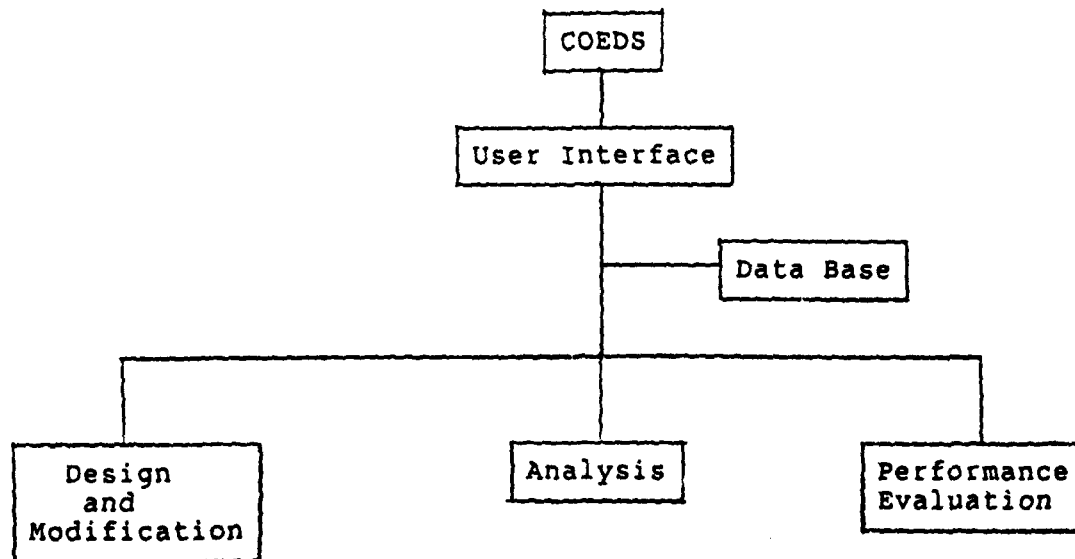 COEDS
User Interface
Data Base
Design
and
Modification
Analysis
Performance
Evaluation